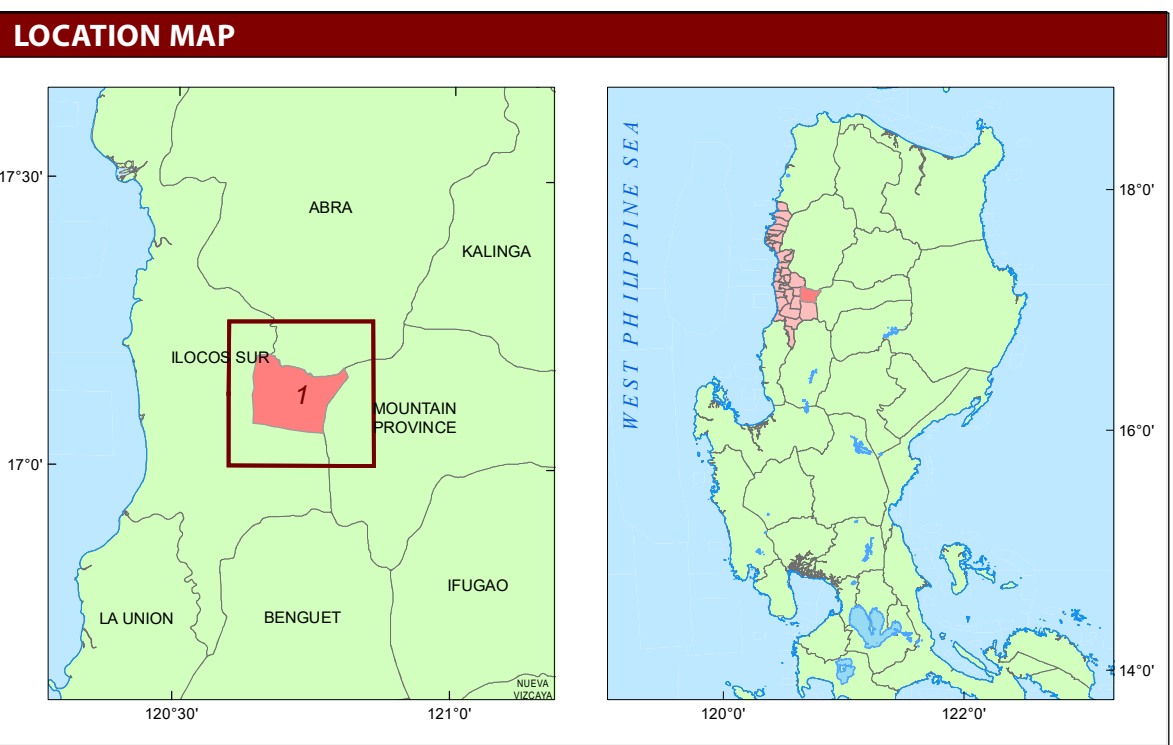 LOCATION MAP
17°30'
17°0'
120°30'
121°0'
ABRA
KALINGA
ILOCOS SUR
1
MOUNTAIN
PROVINCE
IFUGAO
LA UNION
BENGUET
NUEVA
VIZCAYA
WEST PHILIPPINE SEA
18°0'
16°0'
14°0'
120°0'
122°0'